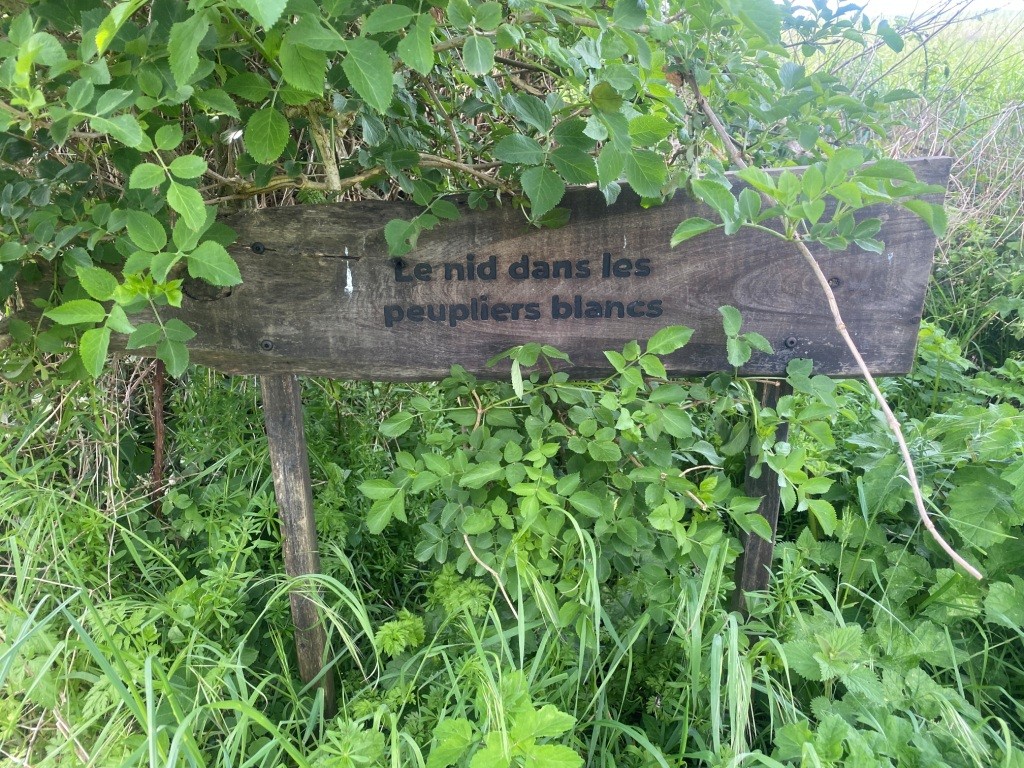 Le nid dans les
peupliers blancs